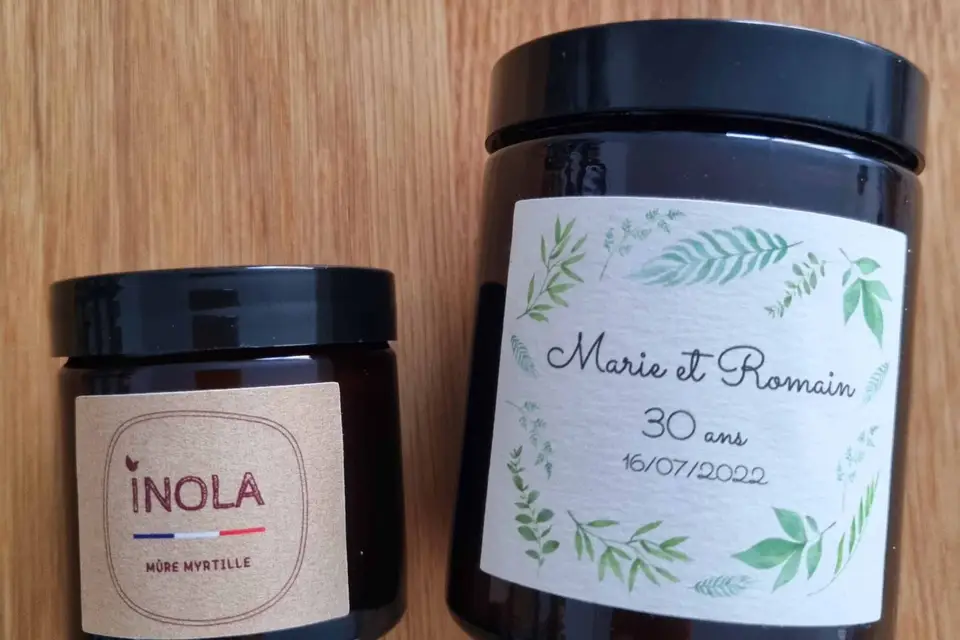 INOLA
MÛRE MYRTILLE
Marie et Romain
30 ans
16/07/2022